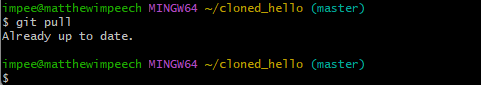 impee@matthewimpeech MINGW64 ~/cloned_hello (master)
$ git pull
Already up to date.
impee@matthewimpeech MINGW64 ~/cloned_hello (master)
$